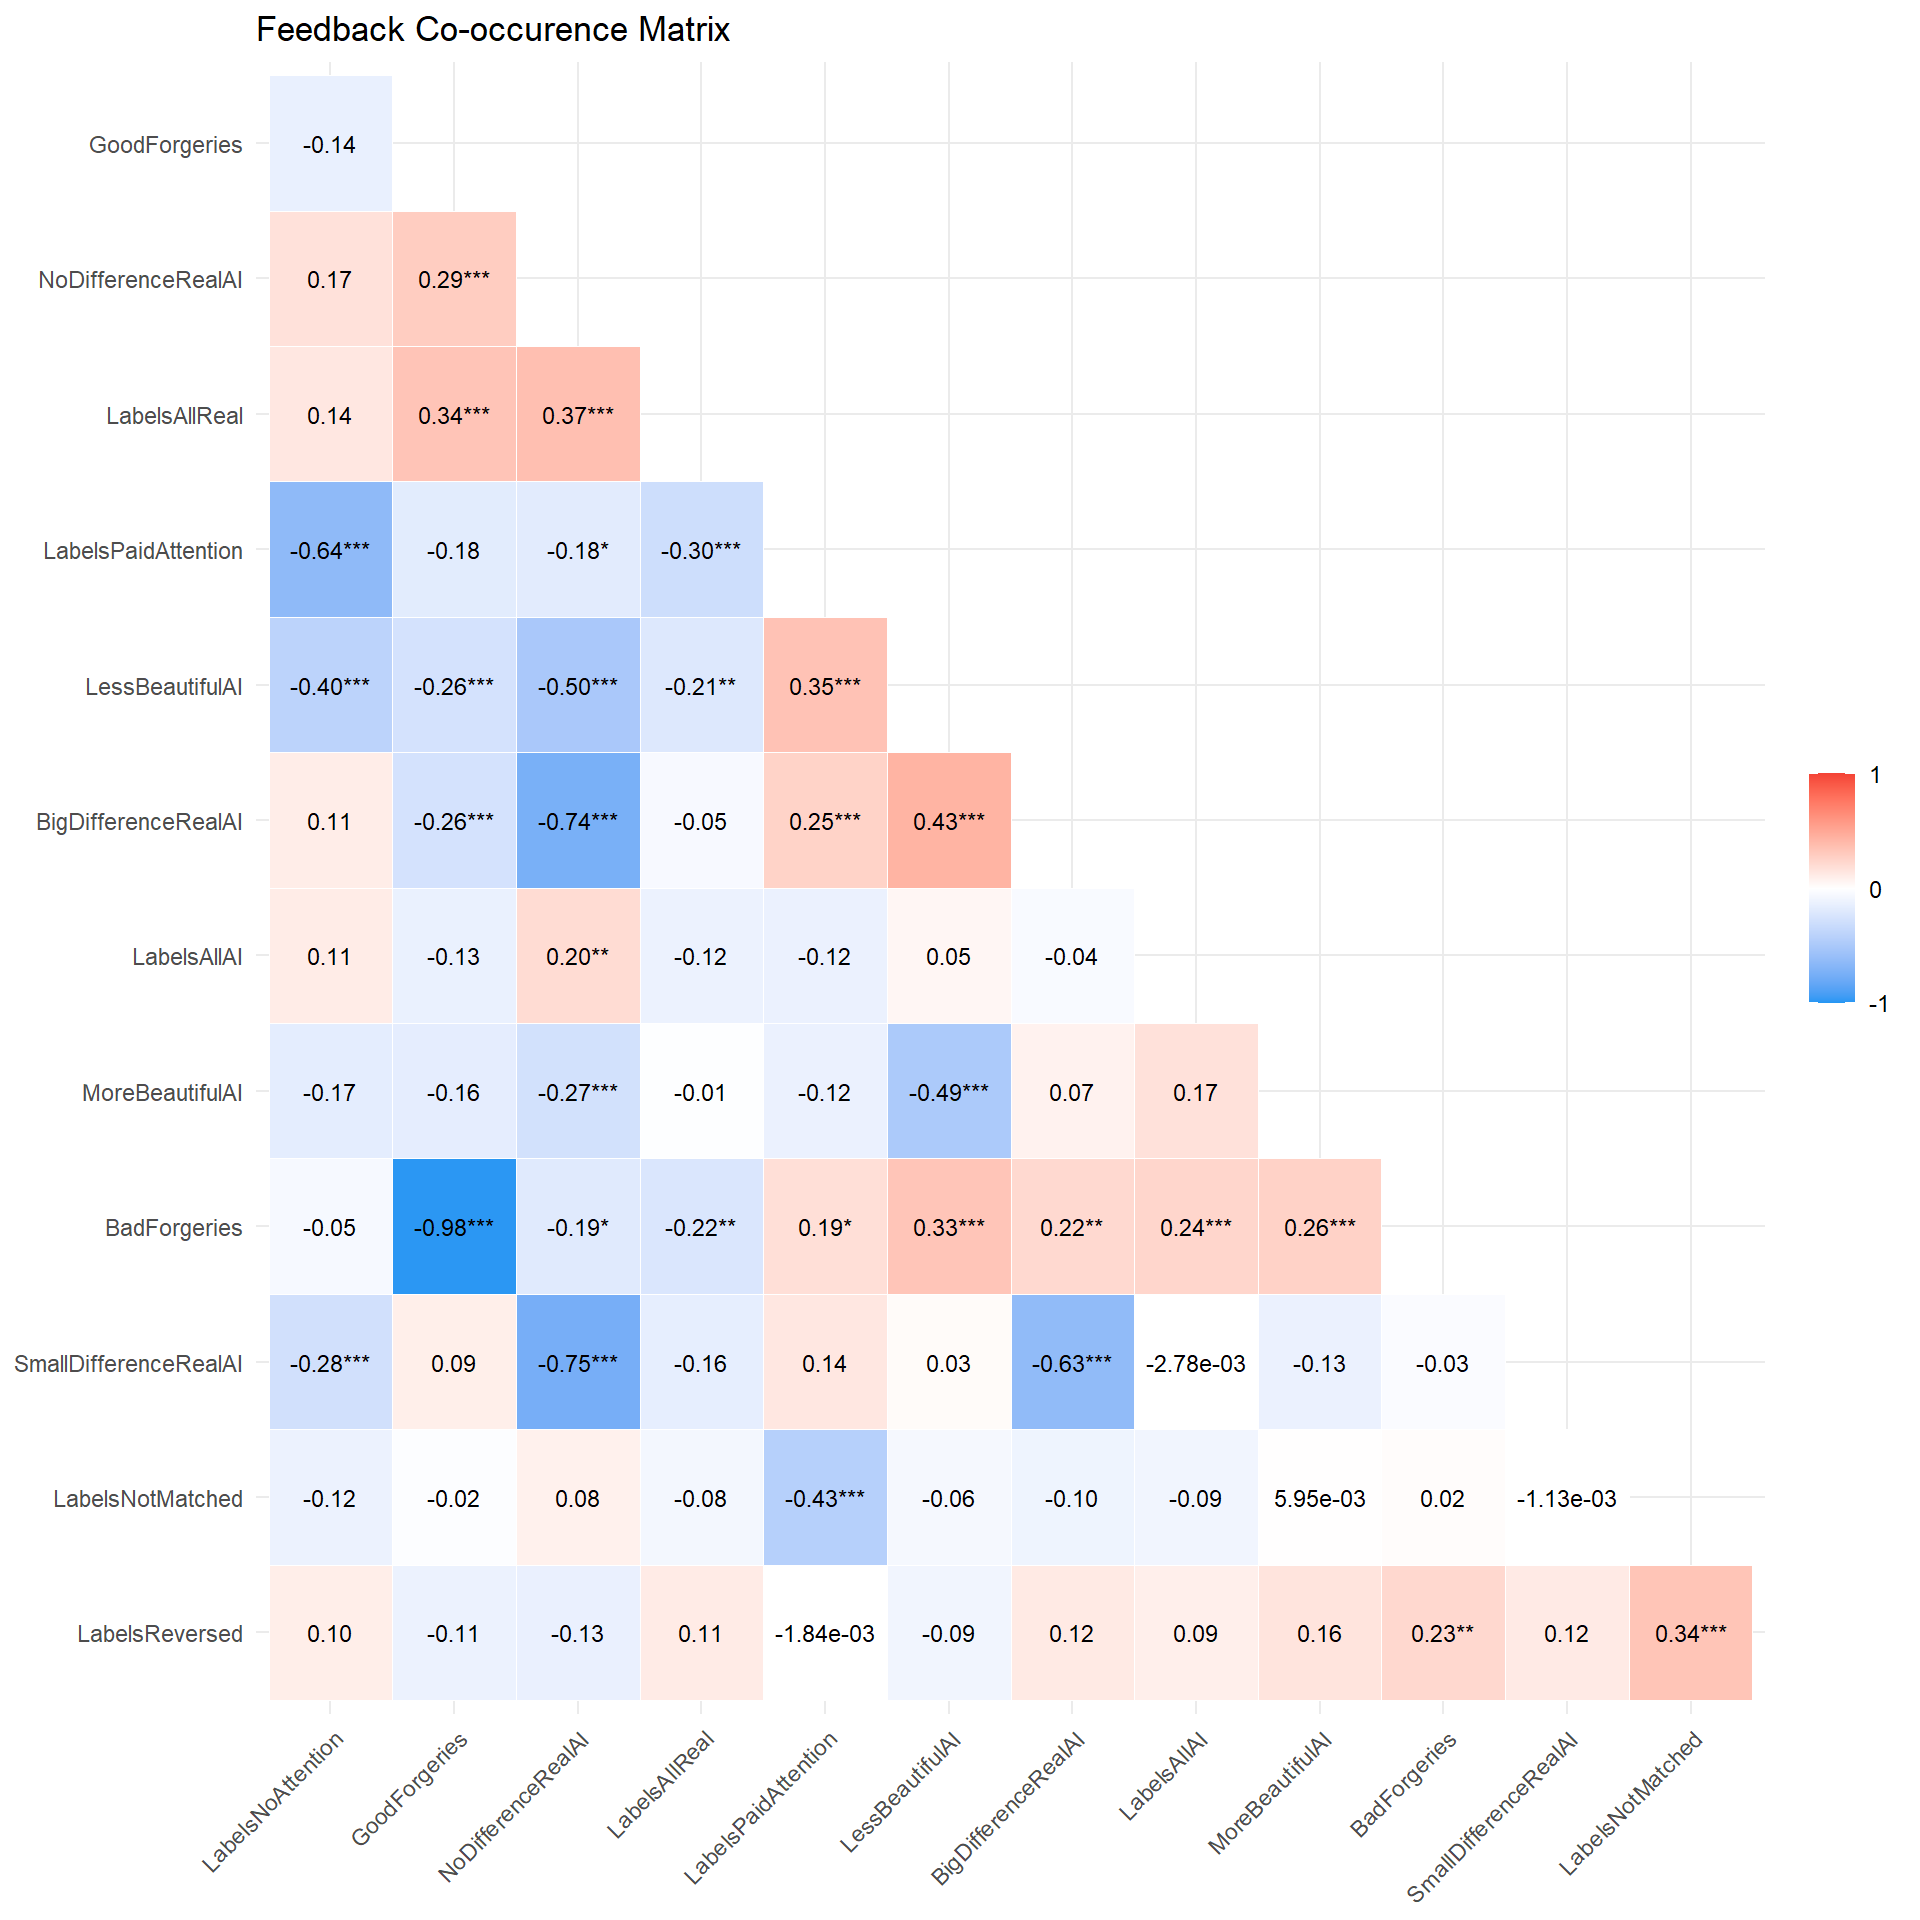 Feedback Co-occurence Matrix
GoodForgeries -0.14
NoDifferenceRealAI 0.17 0.29***
LabelsAllReal 0.14 0.34*** 0.37***
LabelsPaidAttention -0.64*** -0.18 -0.18* -0.30***
LessBeautifulAI -0.40*** -0.26*** -0.50*** -0.21** 0.35***
BigDifferenceRealAI 0.11 -0.26*** -0.74*** -0.05 0.25*** 0.43***
LabelsAllAI 0.11 -0.13 0.20** -0.12 -0.12 0.05 -0.04
MoreBeautifulAI -0.17 -0.16 -0.27*** -0.01 -0.12 -0.49*** 0.07 0.17
BadForgeries -0.05 -0.98*** -0.19* -0.22** 0.19* 0.33*** 0.22** 0.24*** 0.26***
SmallDifferenceRealAI -0.28*** 0.09 -0.75*** -0.16 0.14 0.03 -0.63*** -2.78e-03 -0.13 -0.03
LabelsNotMatched -0.12 -0.02 0.08 -0.08 -0.43*** -0.06 -0.10 -0.09 5.95e-03 0.02 -1.13e-03
LabelsReversed 0.10 -0.11 -0.13 0.11 -1.84e-03 -0.09 0.12 0.09 0.16 0.23** 0.12 0.34***
LabelsNoAttention
GoodForgeries
NoDifferenceRealAI
LabelsAllReal
LabelsPaidAttention
LessBeautifulAI
BigDifferenceRealAI
LabelsAllAI
MoreBeautifulAI
BadForgeries
SmallDifferenceRealAI
LabelsNotMatched
1
0
-1